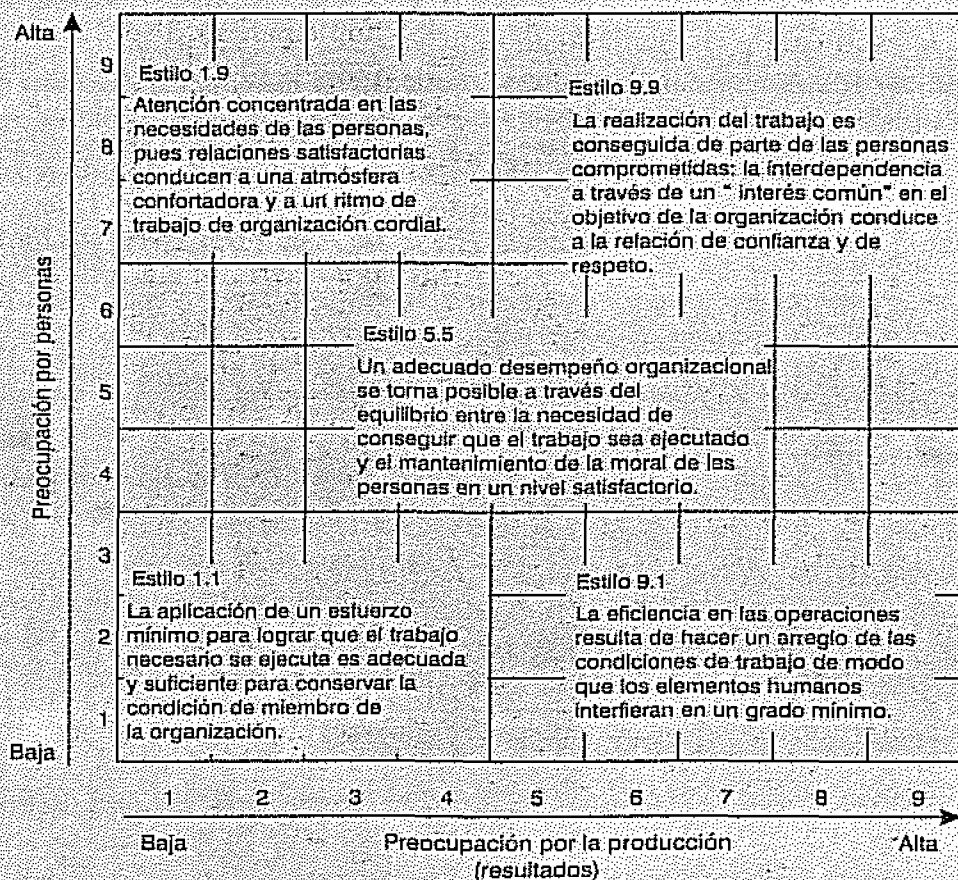 Alta
Preocupación por personas
9
8
7
6
5
4
3
2
1
Baja
Estilo 1.9
Atención concentrada en las
necesidades de las personas,
pues relaciones satisfactorias
conducen a una atmósfera
confortadora y a un ritmo de
trabajo de organización cordial.
Estilo 9.9
La realización del trabajo es
conseguida de parte de las personas
comprometidas: la interdependencia
a través de un " interés común" en el
objetivo de la organización conduce
a la relación de confianza y de
respeto.
Estilo 5.5
Un adecuado desempeño organizacional
se torna posible a través del
equilibrio entre la necesidad de
conseguir que el trabajo sea ejecutado
y el mantenimiento de la moral de las
personas en un nivel satisfactorio.
Estilo 1.1
La aplicación de un esfuerzo
mínimo para lograr que el trabajo
necesario se ejecuta es adecuada
y suficiente para conservar la
condición de miembro de
la organización.
Estilo 9.1
La eficiencia en las operaciones
resulta de hacer un arreglo de las
condiciones de trabajo de modo
que los elementos humanos
interfieran en un grado mínimo.
1 2 3 4 5 6 7 8 9
Baja Preocupación por la producción Alta
(resultados)